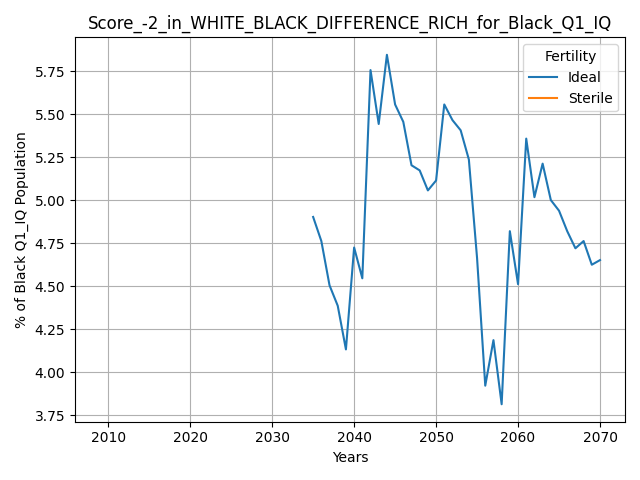 Score_-2_in_WHITE_BLACK_DIFFERENCE_RICH_for_Black_Q1_IQ
Fertility
Ideal
Sterile
% of Black Q1_IQ Population
5.75
5.50
5.25
5.00
4.75
4.50
4.25
4.00
3.75
2010
2020
2030
2040
2050
2060
2070
Years